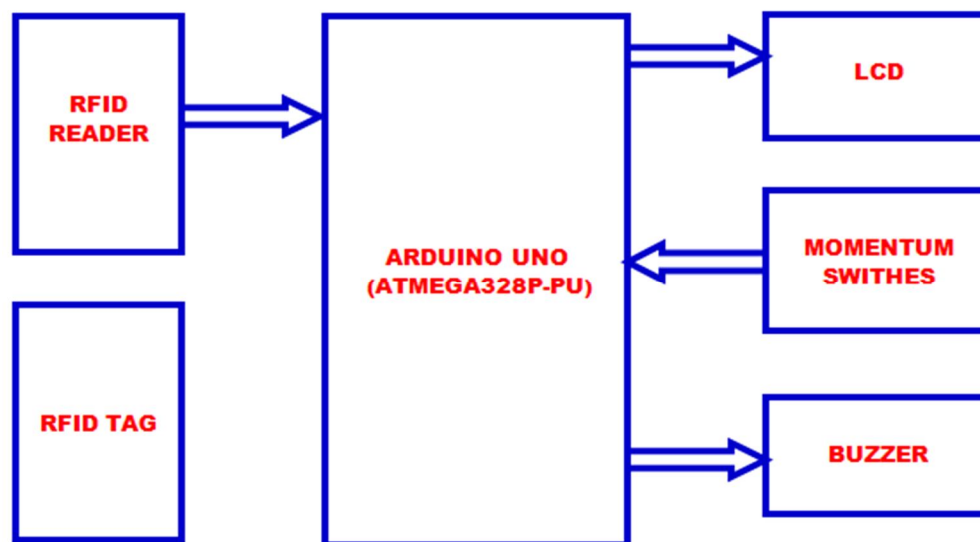 RFID
READER
RFID TAG
ARDUINO UNO
(ATMEGA328P-PU)
LCD
MOMENTUM
SWITHES
BUZZER